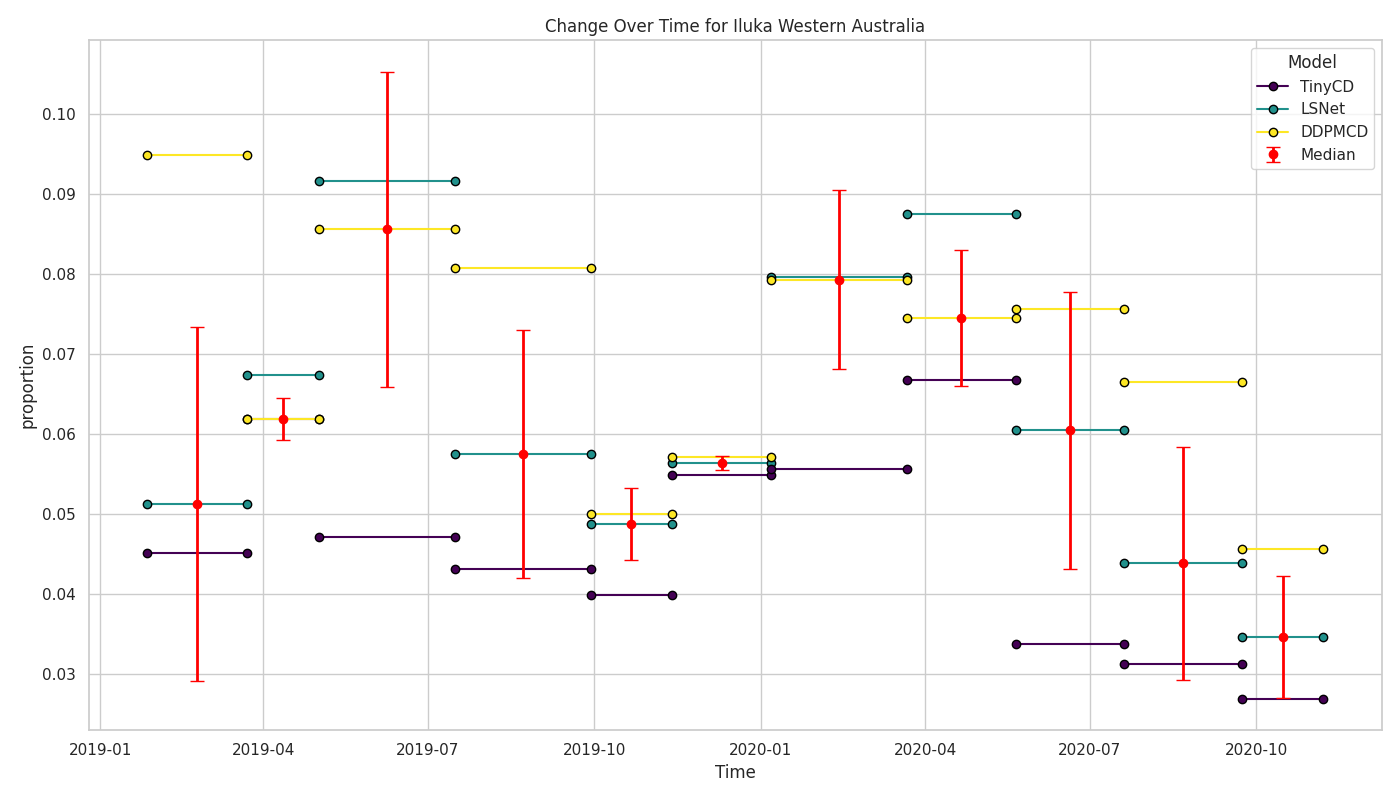 Change Over Time for Iluka Western Australia
Model
TinyCD
LSNet
DDPMCD
Median
0.10
0.09
0.08
0.07
0.06
0.05
0.04
0.03
proportion
2019-01 2019-04 2019-07 2019-10 2020-01 2020-04 2020-07 2020-10
Time